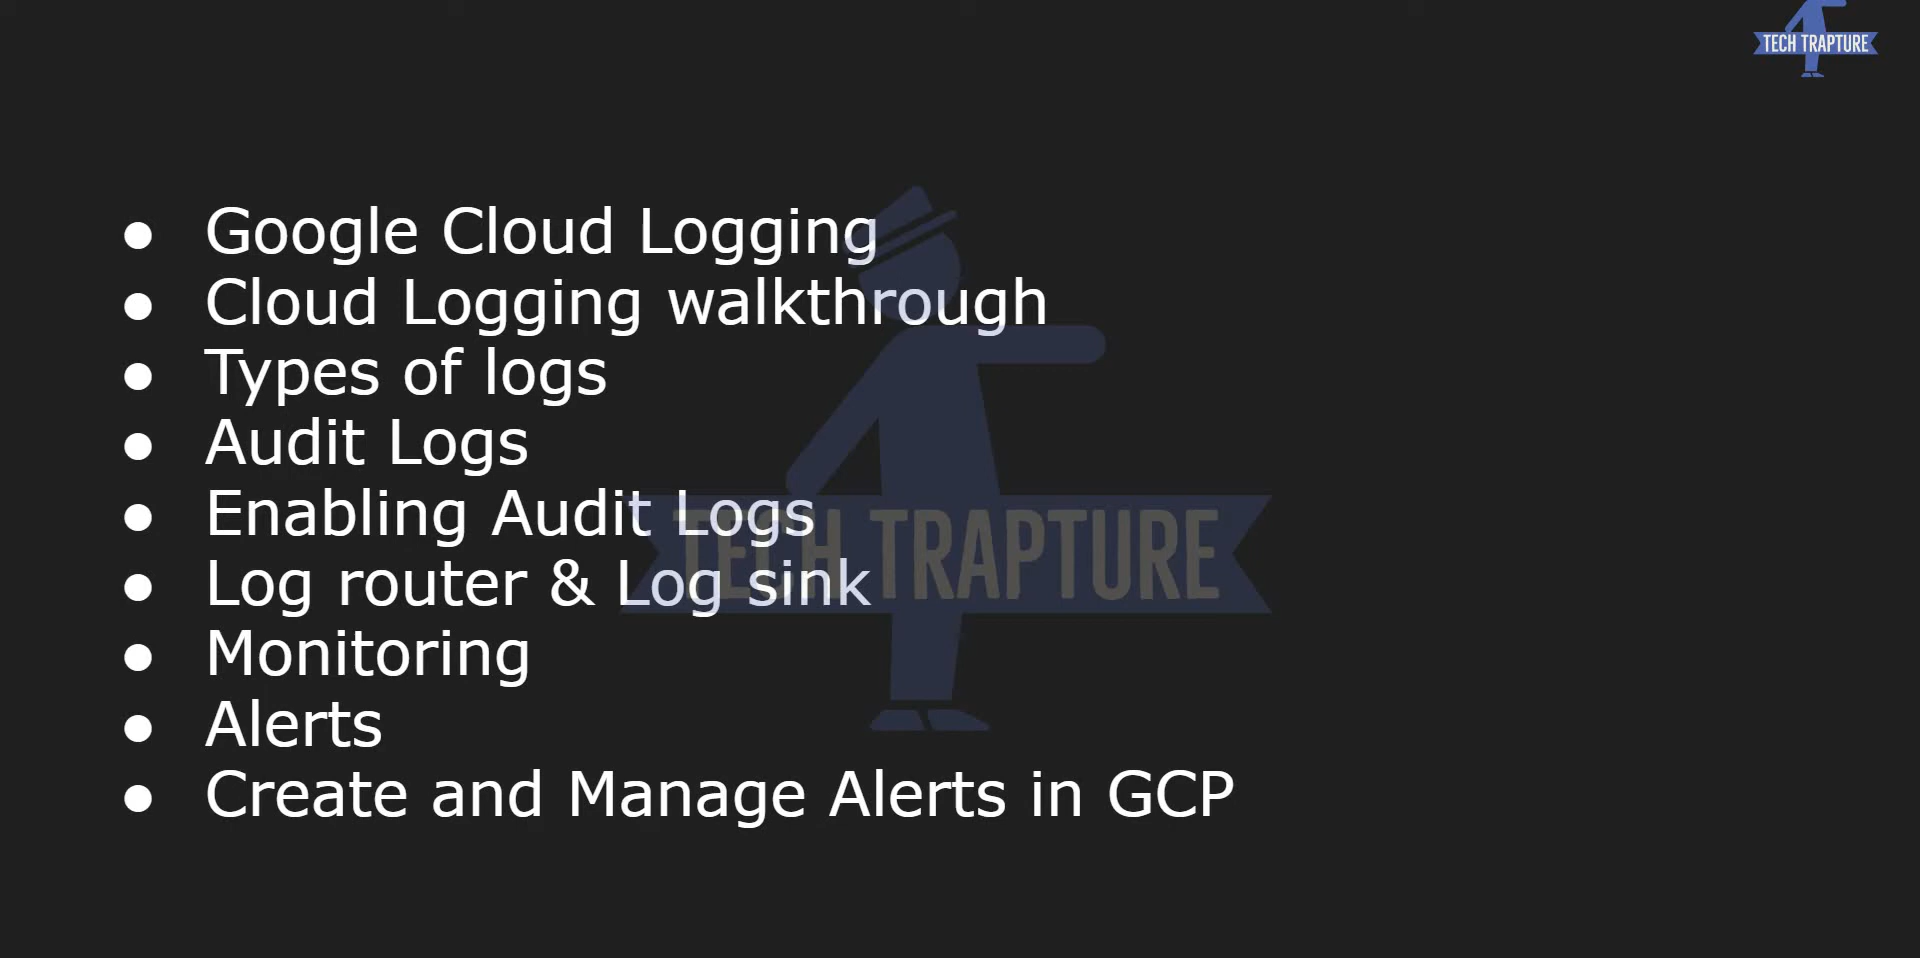 TECH TRAPTURE
● Google Cloud Logging
● Cloud Logging walkthrough
● Types of logs
● Audit Logs
● Enabling Audit Logs
● Log router & Log sink
● Monitoring
● Alerts
● Create and Manage Alerts in GCP
TECH TRAPTURE